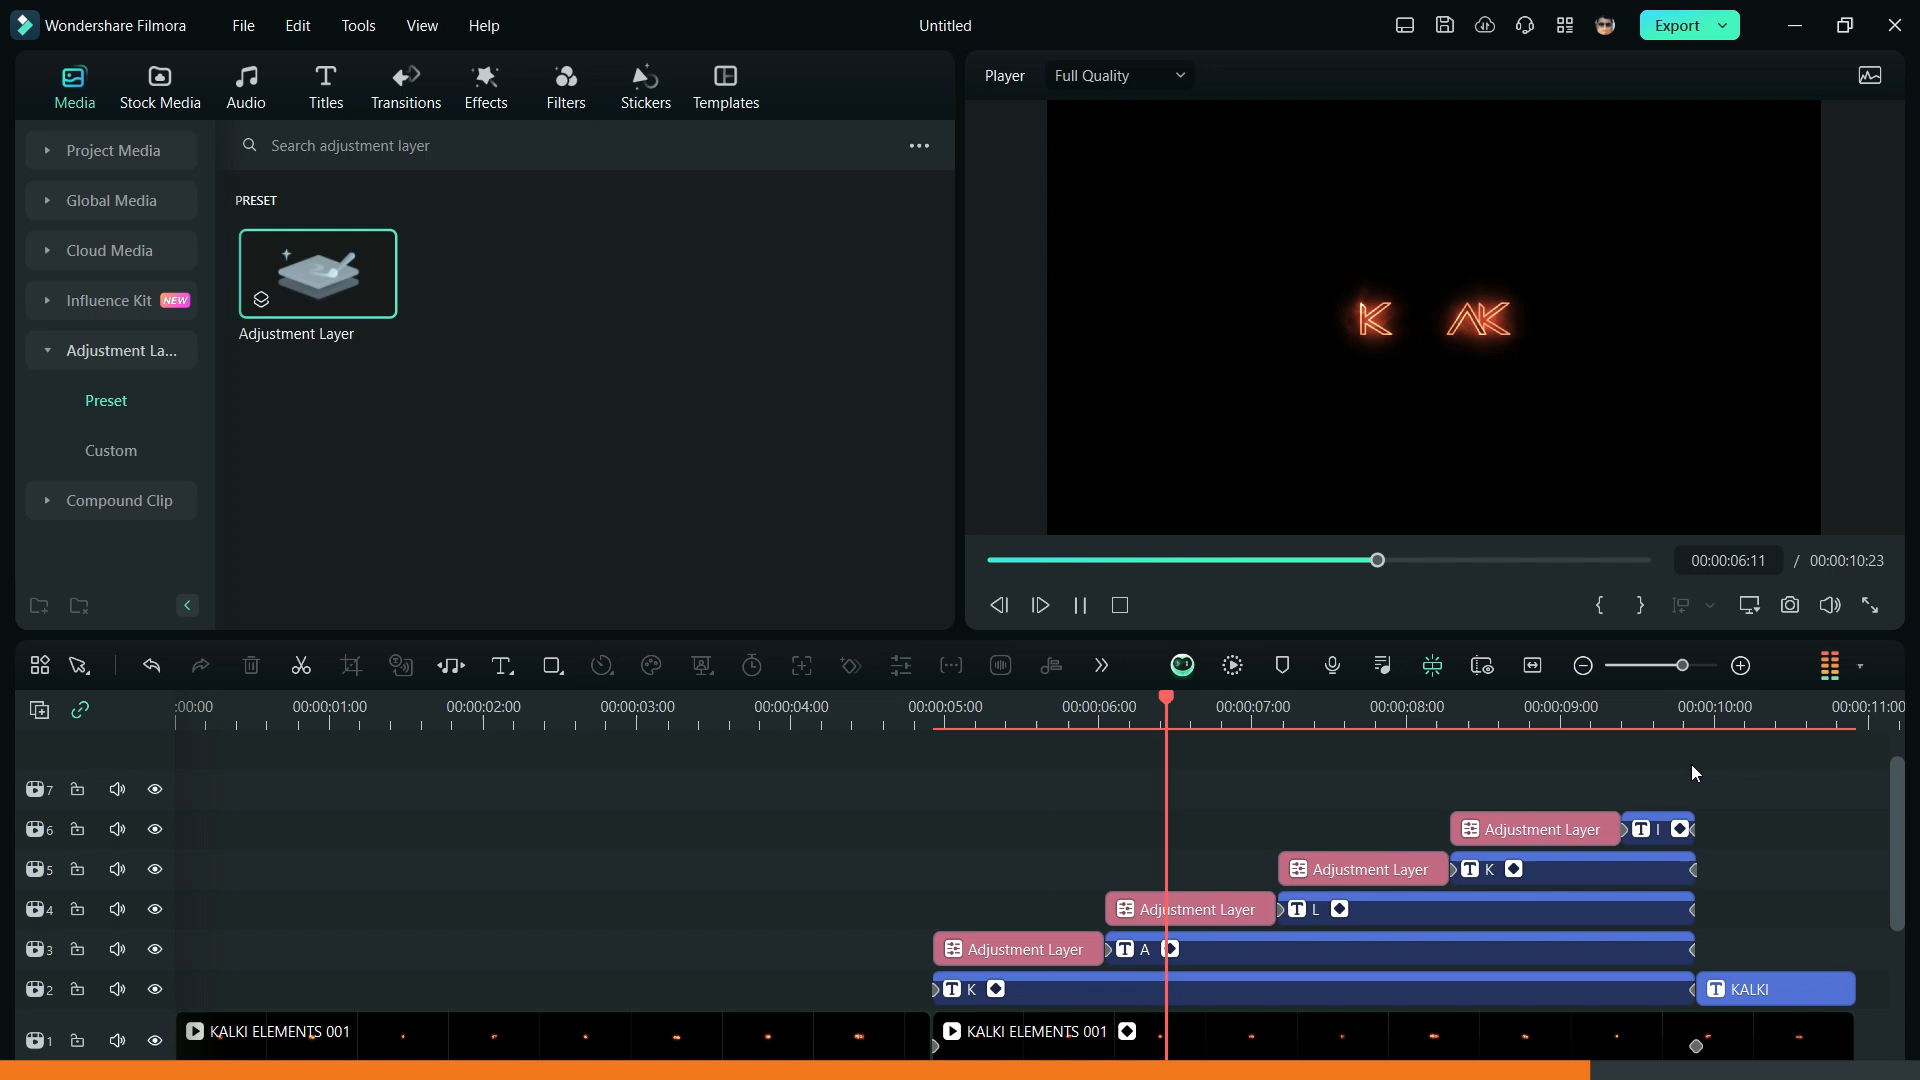 Wondershare Filmora
File
Edit
Tools
View
Help
Untitled
Export
Media
Stock Media
Audio
Titles
Transitions
Effects
Filters
Stickers
Templates
Player
Full Quality
Project Media
Global Media
Cloud Media
Influence Kit NEW
Adjustment La...
Preset
Custom
Compound Clip
Search adjustment layer
PRESET
Adjustment Layer
K AK
00:00:06:11 / 00:00:10:23
:00:00
00:00:01:00
00:00:02:00
00:00:03:00
00:00:04:00
00:00:05:00
00:00:06:00
00:00:07:00
00:00:08:00
00:00:09:00
00:00:10:00
00:00:11:00
7
6
Adjustment Layer
T I
5
Adjustment Layer
T K
4
Adjustment Layer
T L
3
Adjustment Layer
T A
2
T K
T KALKI
1
KALKI ELEMENTS 001
KALKI ELEMENTS 001